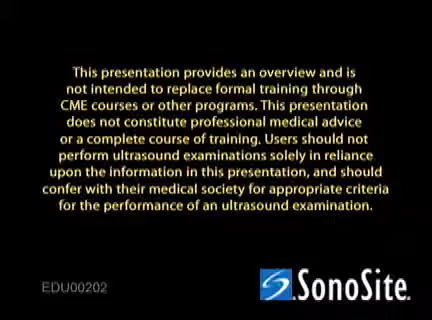 This presentation provides an overview and is
not intended to replace formal training through
CME courses or other programs. This presentation
does not constitute professional medical advice
or a complete course of training. Users should not
perform ultrasound examinations solely in reliance
upon the information in this presentation, and should
confer with their medical society for appropriate criteria
for the performance of an ultrasound examination.
EDU00202
SonoSite.